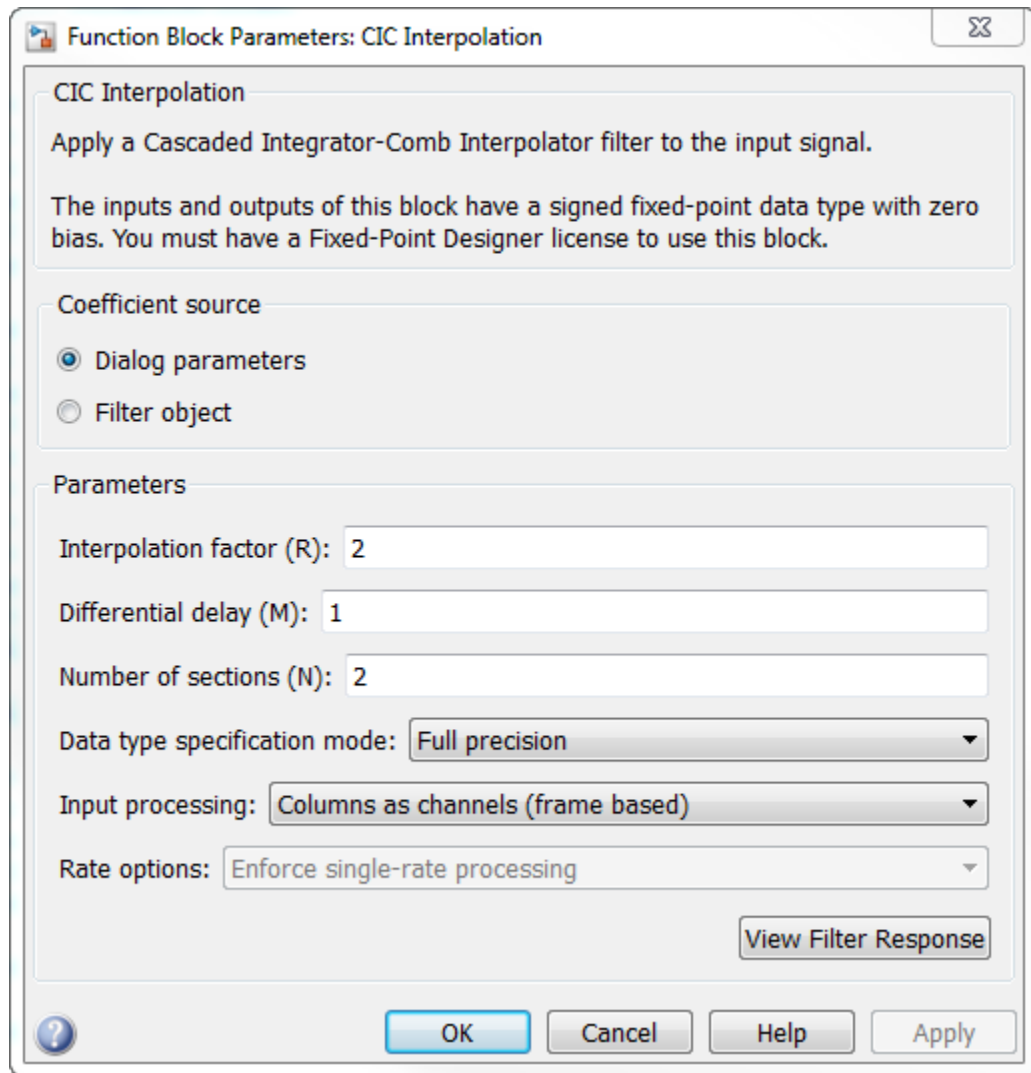 Function Block Parameters: CIC Interpolation
CIC Interpolation
Apply a Cascaded Integrator-Comb Interpolator filter to the input signal.
The inputs and outputs of this block have a signed fixed-point data type with zero
bias. You must have a Fixed-Point Designer license to use this block.
Coefficient source
Dialog parameters
Filter object
Parameters
Interpolation factor (R): 2
Differential delay (M): 1
Number of sections (N): 2
Data type specification mode: Full precision
Input processing: Columns as channels (frame based)
Rate options: Enforce single-rate processing
View Filter Response
? OK Cancel Help Apply